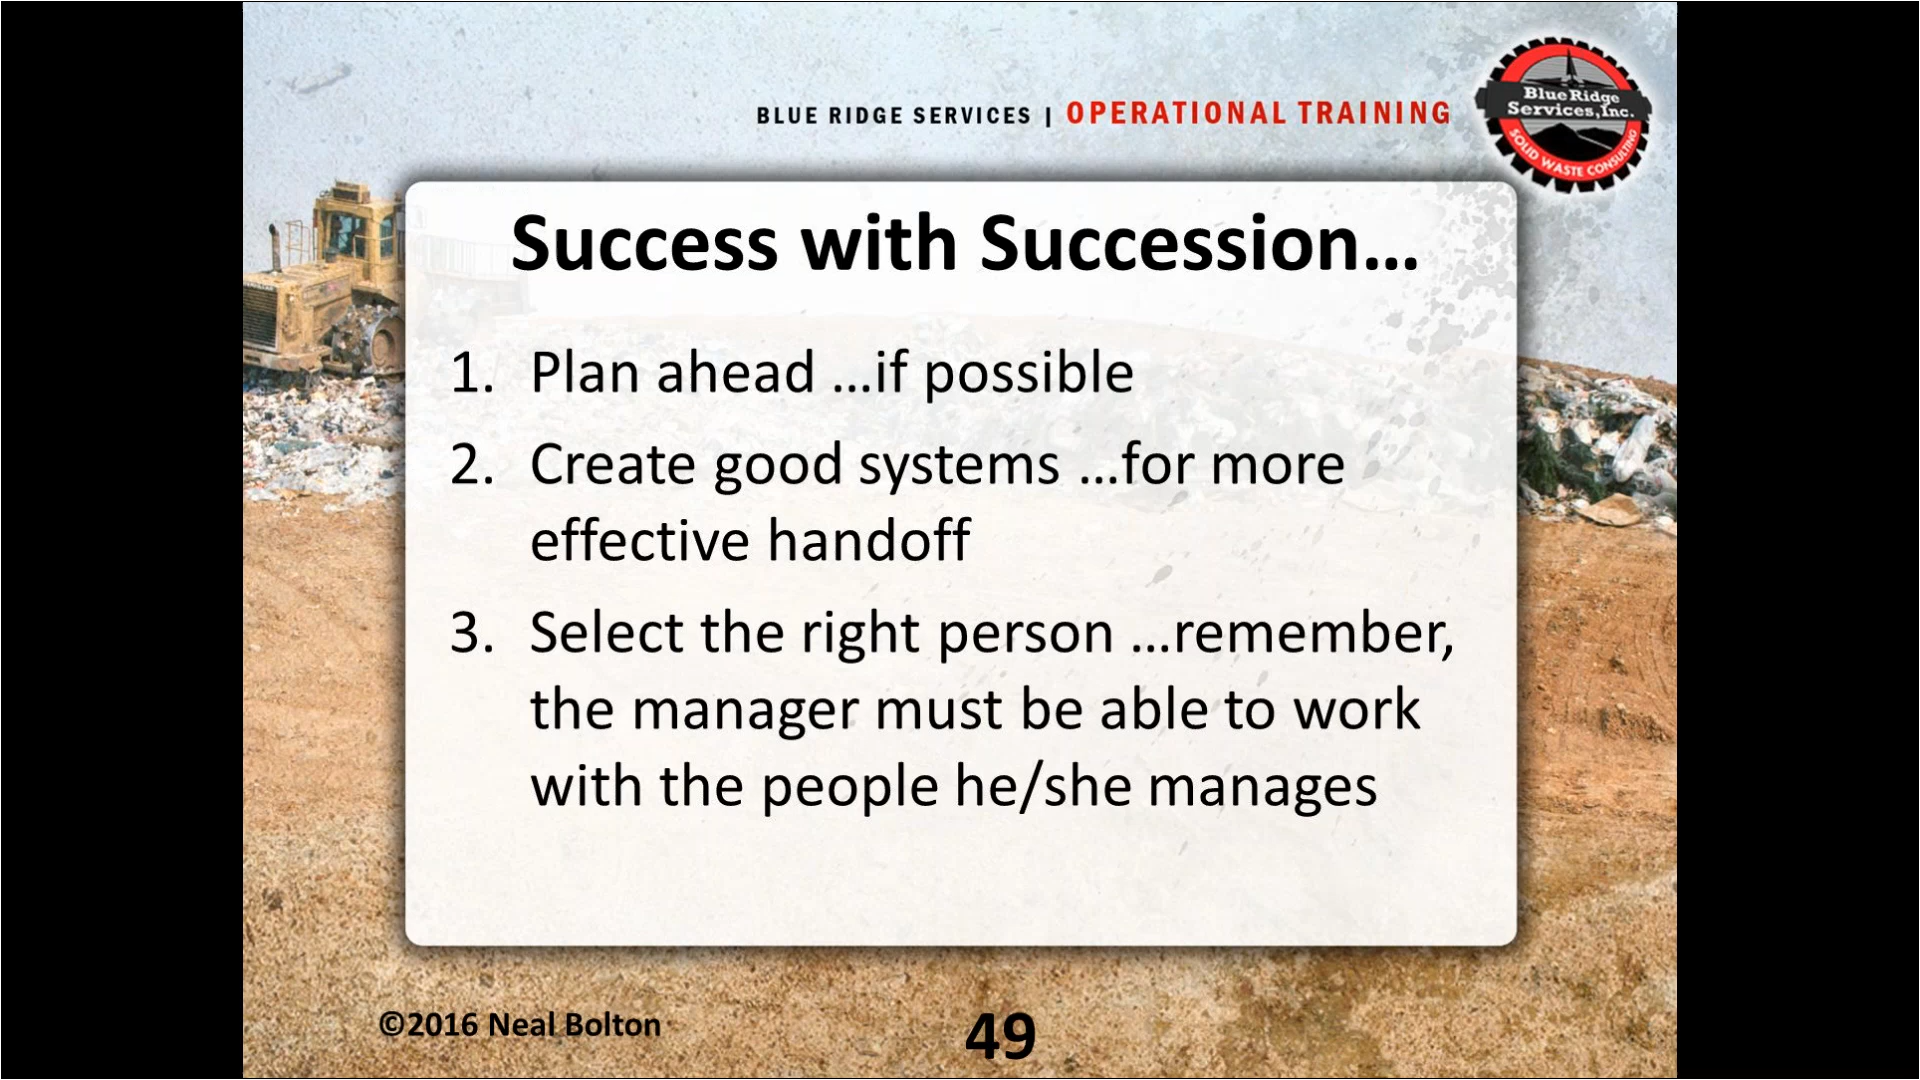 BLUE RIDGE SERVICES | OPERATIONAL TRAINING
Blue Ridge
Services, Inc.
SOLID WASTE CONSULTING
Success with Succession...
1. Plan ahead ...if possible
2. Create good systems ...for more
effective handoff
3. Select the right person ...remember,
the manager must be able to work
with the people he/she manages
©2016 Neal Bolton
49